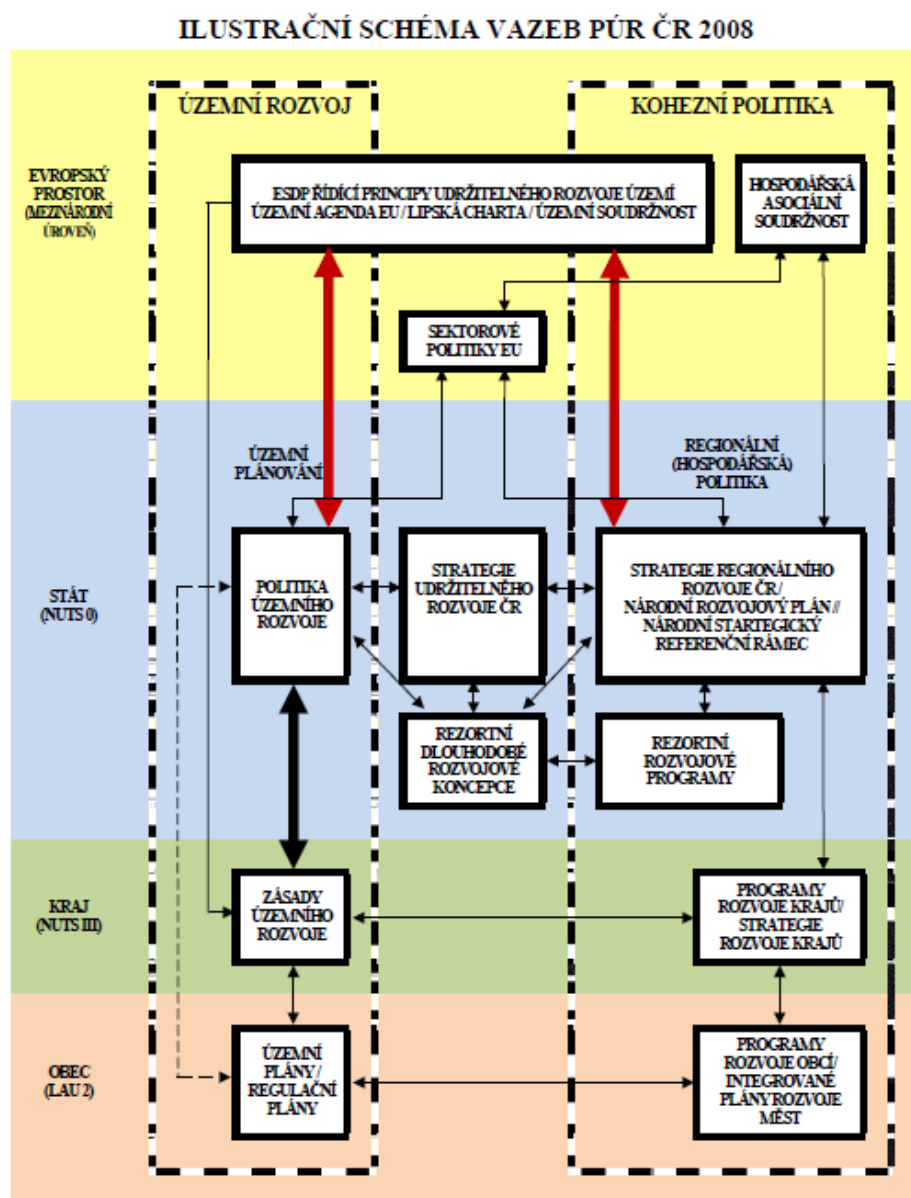 ILUSTRAČNÍ SCHÉMA VAZEB PÚR ČR 2008
ÚZEMNÍ ROZVOJ
KOHEZNÍ POLITIKA
EVROPSKÝ
PROSTOR
(MEZNÁRODNÍ
ÚROVEŇ)
ESDP ŘÍDÍCÍ PRINCIPY UDRŽITELNÉHO ROZVOJE ÚZEMÍ
ÚZEMNÍ AGENDA EU / LIPSKÁ CHARTA / ÚZEMNÍ SOUDRŽNOST
HOSPODÁŘSKÁ
A SOCIÁLNÍ
SOUDRŽNOST
SEKTOROVÉ
POLITIKY EU
ÚZEMNÍ
PLÁNOVÁNÍ
REGIONÁLNÍ
(HOSPODÁŘSKÁ)
POLITIKA
STÁT
(NUTS 0)
POLITIKA
ÚZEMNÍHO
ROZVOJE
STRATEGIE
UDRŽITELNÉHO
ROZVOJE ČR
STRATEGIE REGIONÁLNÍHO
ROZVOJE ČR/
NÁRODNÍ ROZVOJOVÝ PLÁN //
NÁRODNÍ STARTEGICKÝ
REFERENČNÍ RÁMEC
REZORTNÍ
DLOUHODOBÉ
ROZVOJOVÉ
KONCEPCE
REZORTNÍ
ROZVOJOVÉ
PROGRAMY
KRAJ
(NUTS III)
ZÁSADY
ÚZEMNÍHO
ROZVOJE
PROGRAMY
ROZVOJE KRAJŮ/
STRATEGIE
ROZVOJE KRAJŮ
OBEC
(LAU 2)
ÚZEMNÍ
PLÁNY /
REGULAČNÍ
PLÁNY
PROGRAMY
ROZVOJE OBCÍ/
INTEGROVANÉ
PLÁNY ROZVOJE
MĚST